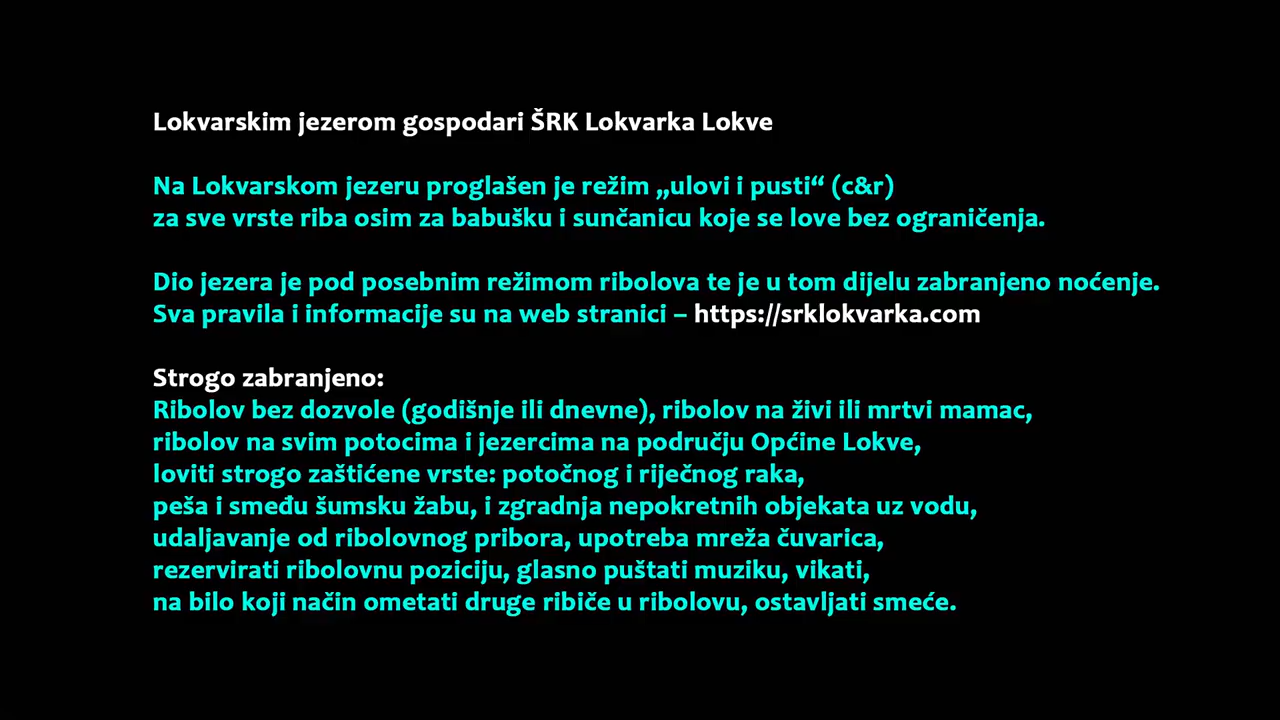 Lokvarskim jezerom gospodari ŠRK Lokvarka Lokve
Na Lokvarskom jezeru proglašen je režim „ulovi i pusti“ (c&r)
za sve vrste riba osim za babušku i sunčanicu koje se love bez ograničenja.
Dio jezera je pod posebnim režimom ribolova te je u tom dijelu zabranjeno noćenje.
Sva pravila i informacije su na web stranici – https://srklokvarka.com
Strogo zabranjeno:
Ribolov bez dozvole (godišnje ili dnevne), ribolov na živi ili mrtvi mamac,
ribolov na svim potocima i jezercima na području Općine Lokve,
loviti strogo zaštićene vrste: potočnog i riječnog raka,
peša i smeđu šumsku žabu, i zgradnja nepokretnih objekata uz vodu,
udaljavanje od ribolovnog pribora, upotreba mreža čuvarica,
rezervirati ribolovnu poziciju, glasno puštati muziku, vikati,
na bilo koji način ometati druge ribiče u ribolovu, ostavljati smeće.